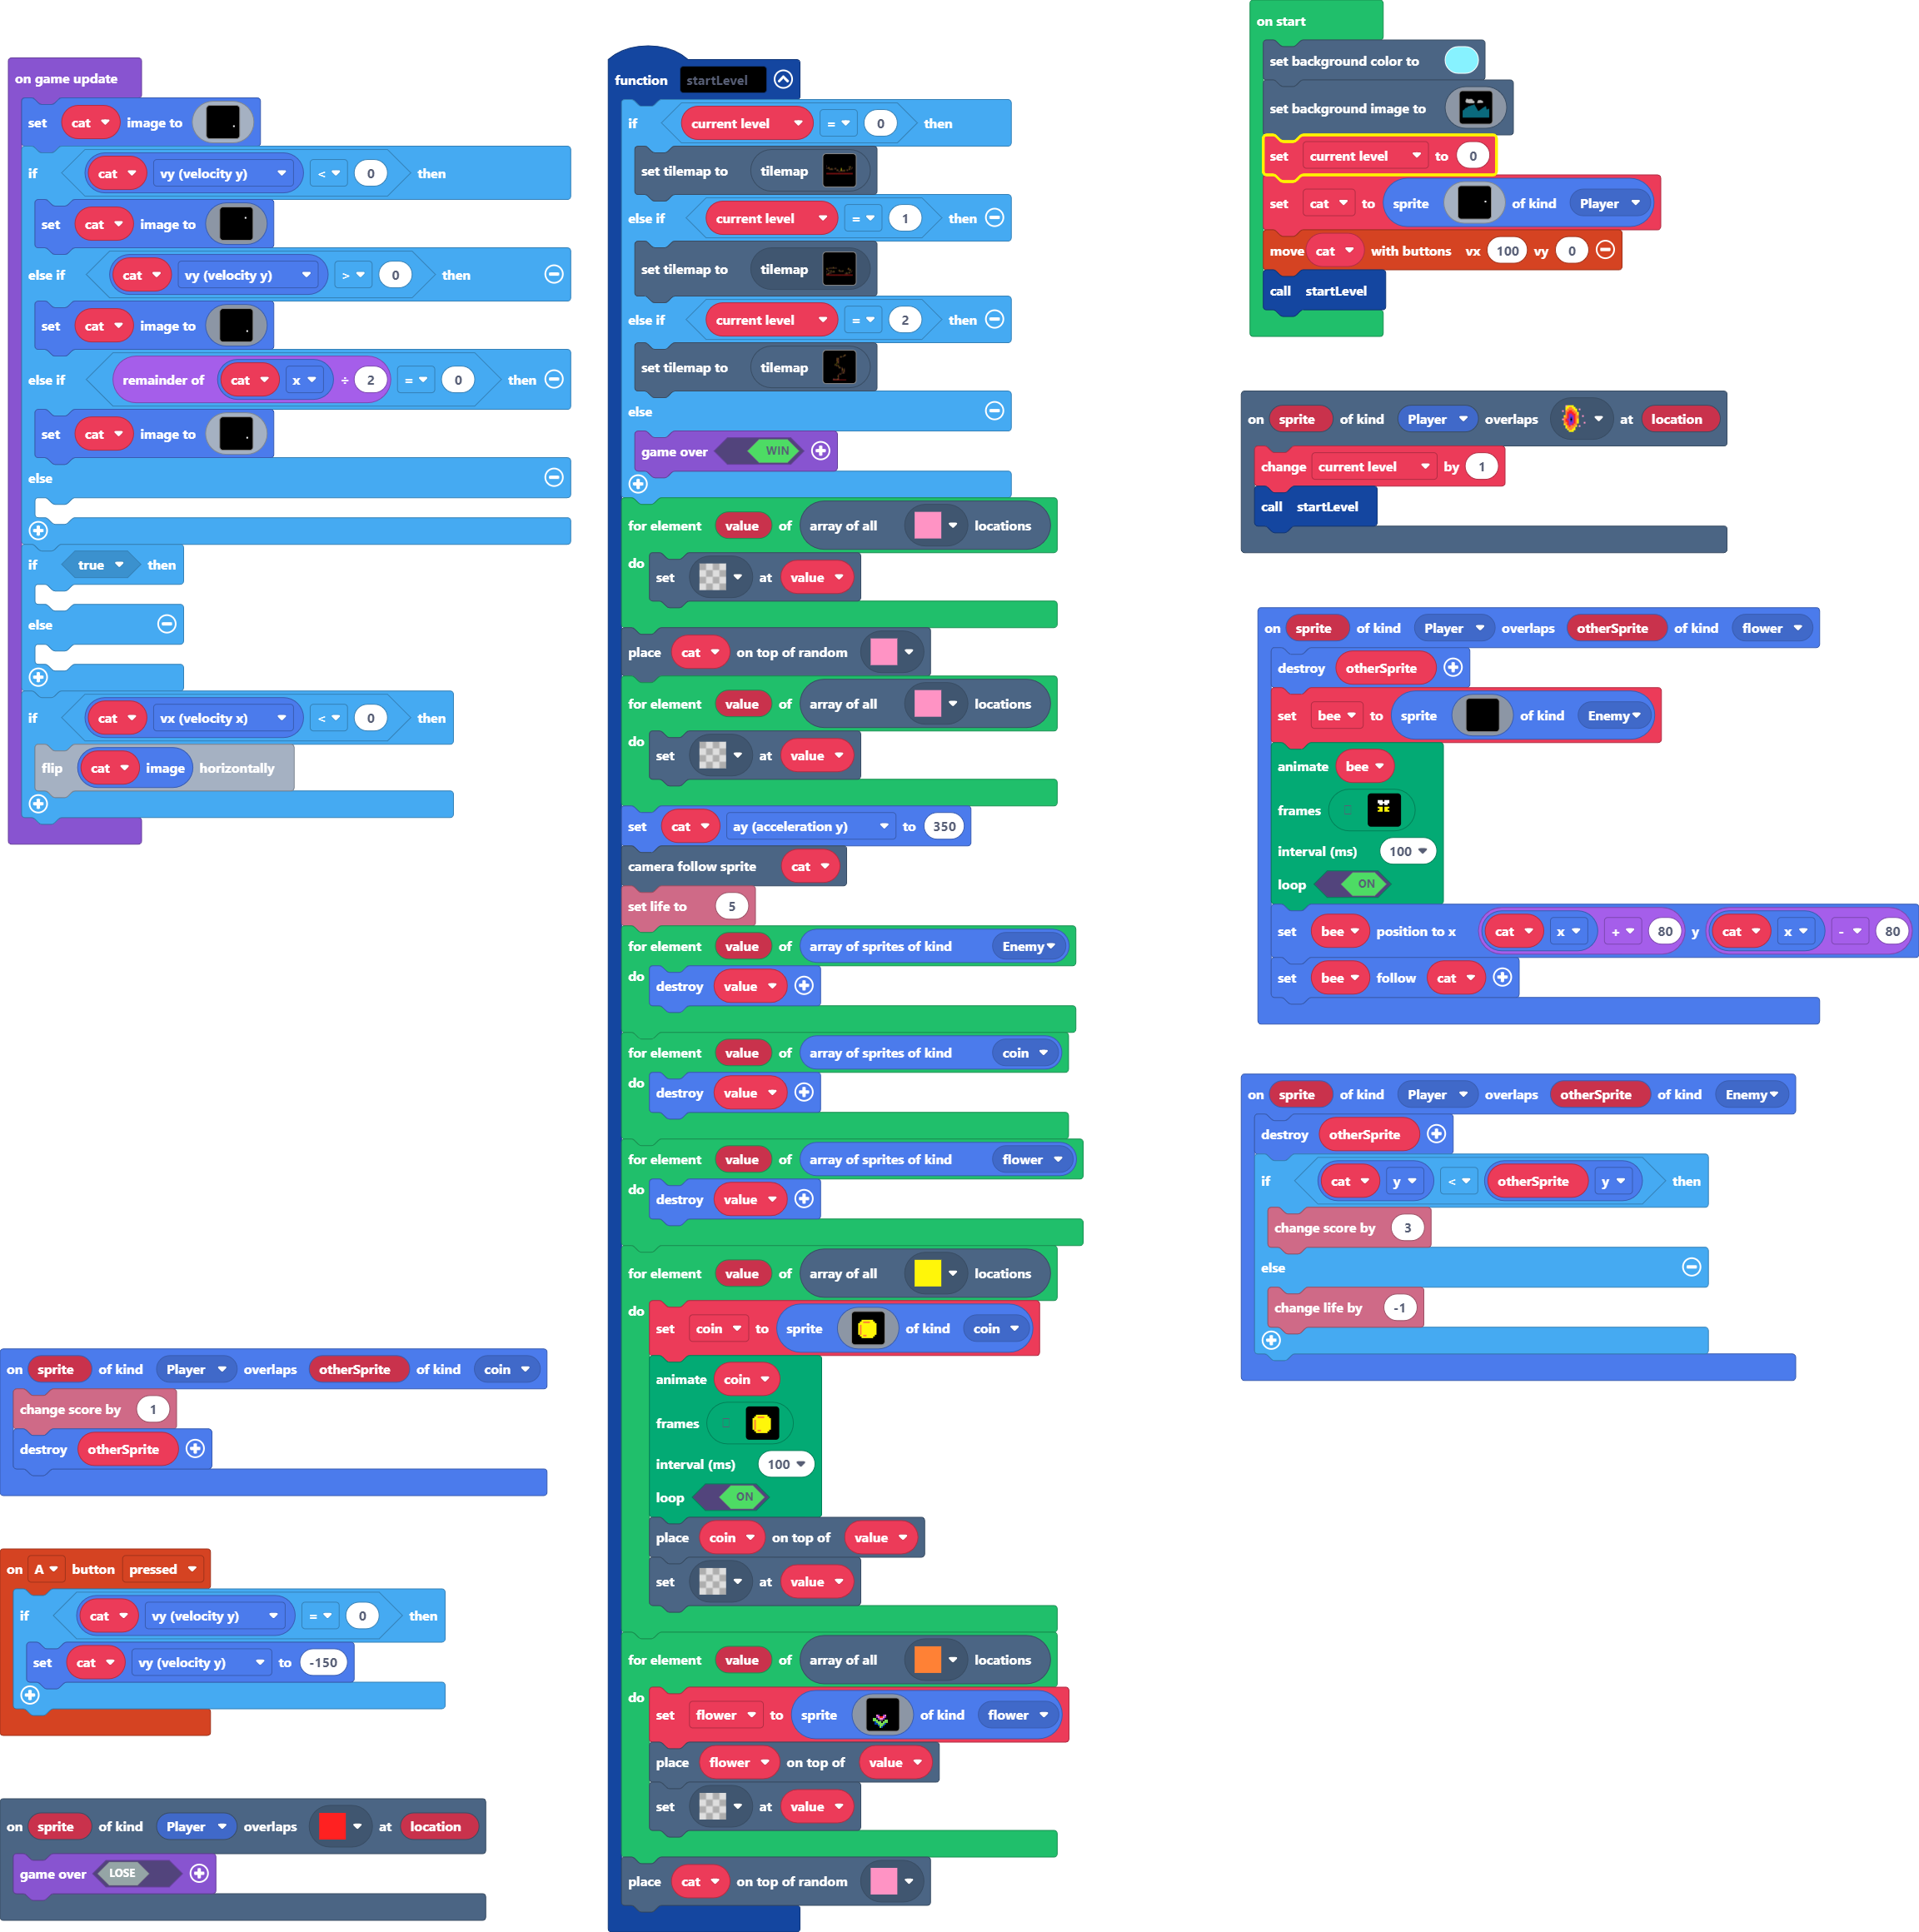 on game update
set cat image to
if cat vy (velocity y) < 0 then
set cat image to
else if cat vy (velocity y) > 0 then
set cat image to
else if remainder of cat x ÷ 2 = 0 then
set cat image to
else
if true then
else
if cat vx (velocity x) < 0 then
flip cat image horizontally
on sprite of kind Player overlaps otherSprite of kind coin
change score by 1
destroy otherSprite
on A button pressed
if cat vy (velocity y) = 0 then
set cat vy (velocity y) to -150
on sprite of kind Player overlaps at location
game over LOSE
function startLevel
if current level = 0 then
set tilemap to tilemap
else if current level = 1 then
set tilemap to tilemap
else if current level = 2 then
set tilemap to tilemap
else
game over WIN
for element value of array of all locations
do set at value
place cat on top of random
for element value of array of all locations
do set at value
set cat ay (acceleration y) to 350
camera follow sprite cat
set life to 5
for element value of array of sprites of kind Enemy
do destroy value
for element value of array of sprites of kind coin
do destroy value
for element value of array of sprites of kind flower
do destroy value
for element value of array of all locations
do set coin to sprite of kind coin
animate coin
frames
interval (ms) 100
loop ON
place coin on top of value
set at value
for element value of array of all locations
do set flower to sprite of kind flower
place flower on top of value
set at value
place cat on top of random
on start
set background color to
set background image to
set current level to 0
set cat to sprite of kind Player
move cat with buttons vx 100 vy 0
call startLevel
on sprite of kind Player overlaps at location
change current level by 1
call startLevel
on sprite of kind Player overlaps otherSprite of kind flower
destroy otherSprite
set bee to sprite of kind Enemy
animate bee
frames
interval (ms) 100
loop ON
set bee position to x cat x + 80 y cat x - 80
set bee follow cat
on sprite of kind Player overlaps otherSprite of kind Enemy
destroy otherSprite
if cat y < otherSprite y then
change score by 3
else
change life by -1